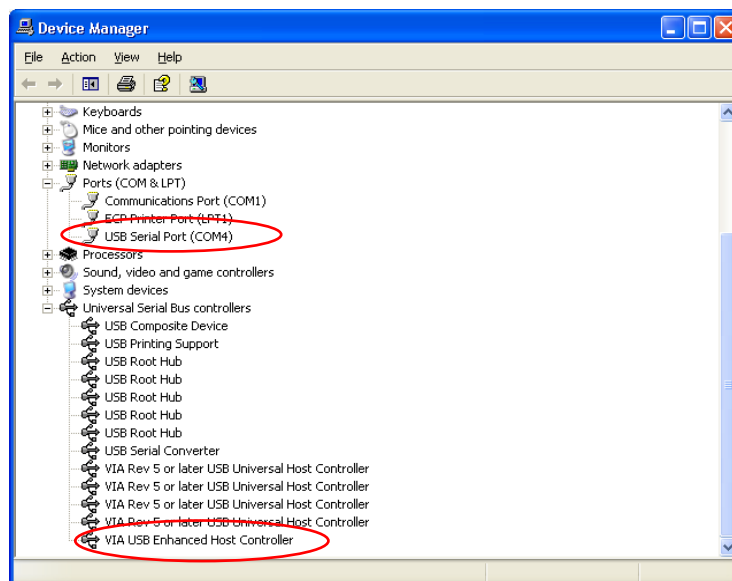 Device Manager
File Action View Help
Keyboards
Mice and other pointing devices
Monitors
Network adapters
Ports (COM & LPT)
Communications Port (COM1)
ECP Printer Port (LPT1)
USB Serial Port (COM4)
Processors
Sound, video and game controllers
System devices
Universal Serial Bus controllers
USB Composite Device
USB Printing Support
USB Root Hub
USB Root Hub
USB Root Hub
USB Root Hub
USB Root Hub
USB Serial Converter
VIA Rev 5 or later USB Universal Host Controller
VIA Rev 5 or later USB Universal Host Controller
VIA Rev 5 or later USB Universal Host Controller
VIA Rev 5 or later USB Universal Host Controller
VIA USB Enhanced Host Controller